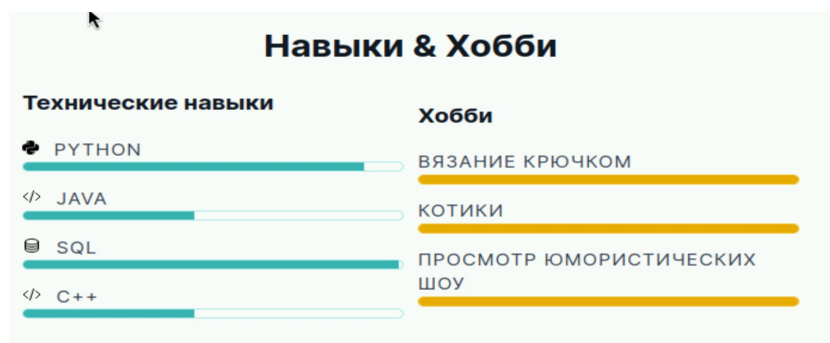 Навыки & Хобби
Технические навыки
PYTHON
JAVA
SQL
C++
Хобби
ВЯЗАНИЕ КРЮЧКОМ
КОТИКИ
ПРОСМОТР ЮМОРИСТИЧЕСКИХ
ШОУ